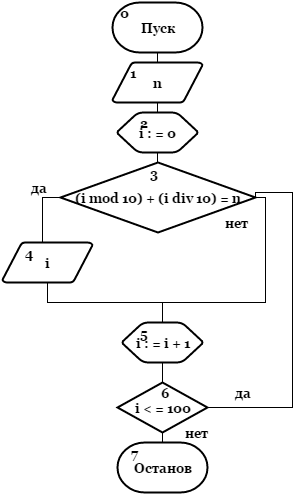 0
Пуск
1
n
2
i : = 0
3
(i mod 10) + (i div 10) = n
да
нет
4
i
5
i : = i + 1
6
i < = 100
да
нет
7
Останов